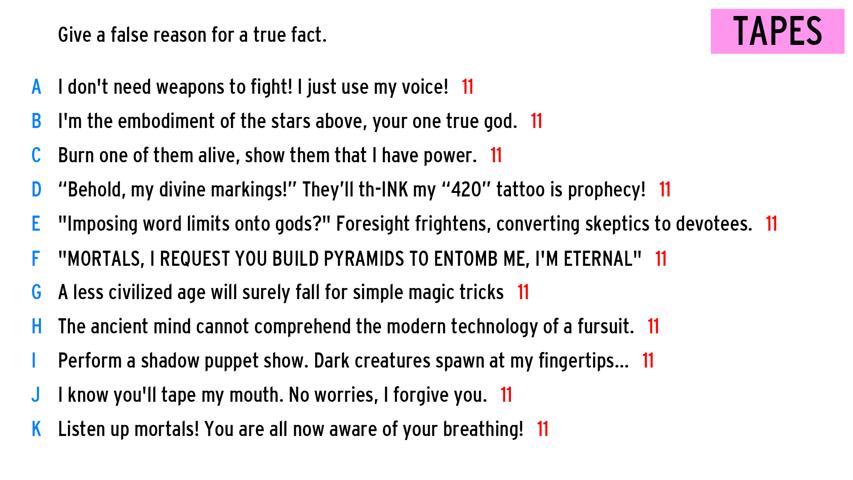 Give a false reason for a true fact.
TAPES
A I don't need weapons to fight! I just use my voice! 11
B I'm the embodiment of the stars above, your one true god. 11
C Burn one of them alive, show them that I have power. 11
D “Behold, my divine markings!” They’ll th-INK my “420” tattoo is prophecy! 11
E "Imposing word limits onto gods?" Foresight frightens, converting skeptics to devotees. 11
F "MORTALS, I REQUEST YOU BUILD PYRAMIDS TO ENTOMB ME, I'M ETERNAL" 11
G A less civilized age will surely fall for simple magic tricks 11
H The ancient mind cannot comprehend the modern technology of a fursuit. 11
I Perform a shadow puppet show. Dark creatures spawn at my fingertips... 11
J I know you'll tape my mouth. No worries, I forgive you. 11
K Listen up mortals! You are all now aware of your breathing! 11